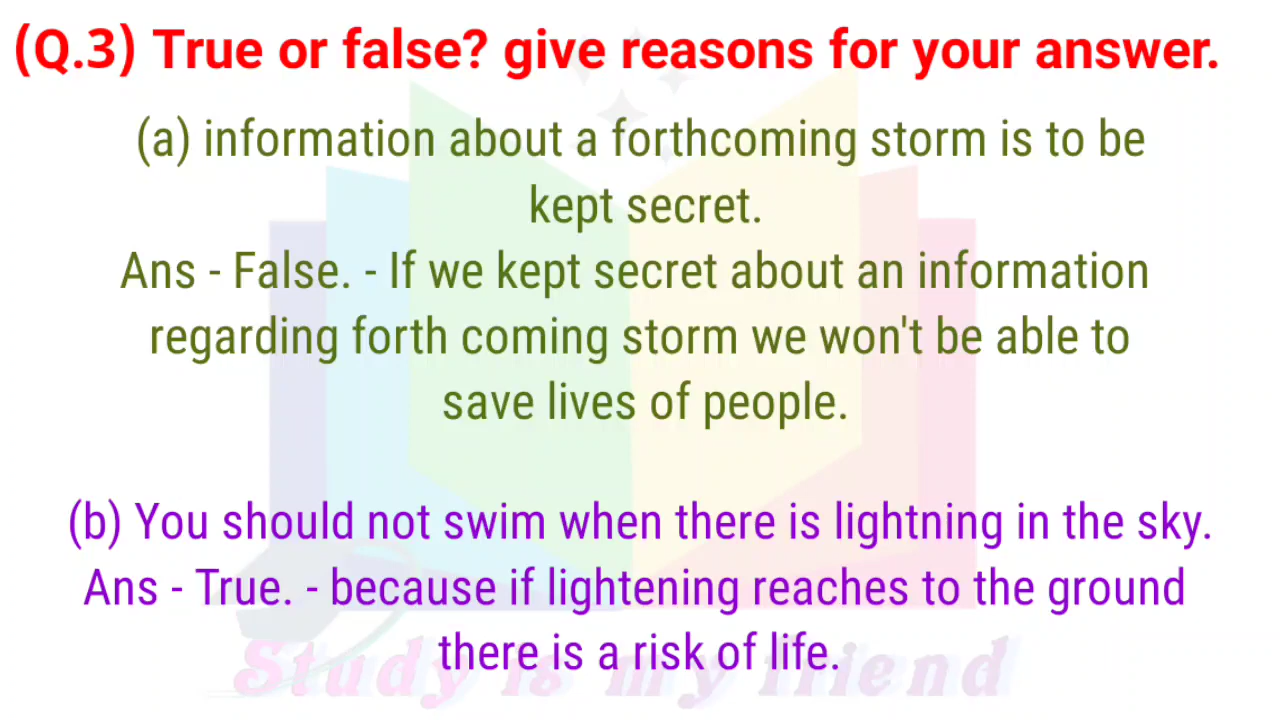 (Q.3) True or false? give reasons for your answer.
(a) information about a forthcoming storm is to be
kept secret.
Ans - False. - If we kept secret about an information
regarding forth coming storm we won't be able to
save lives of people.
(b) You should not swim when there is lightning in the sky.
Ans - True. - because if lightening reaches to the ground
there is a risk of life.
Study is my friend